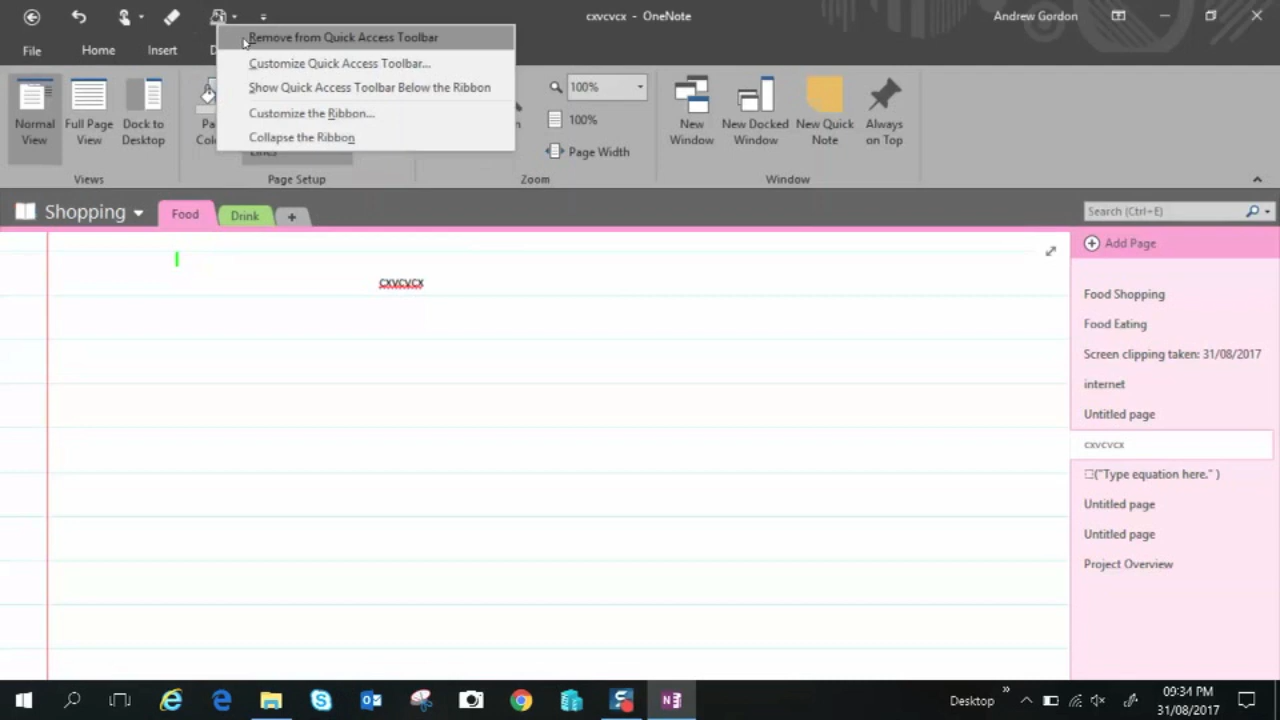 cxvcvcx - OneNote
Andrew Gordon
File
Home
Insert
Remove from Quick Access Toolbar
Customize Quick Access Toolbar...
Show Quick Access Toolbar Below the Ribbon
Customize the Ribbon...
Collapse the Ribbon
Normal View
Full Page View
Dock to Desktop
Views
Page Setup
100%
100%
Page Width
Zoom
New Window
New Docked Window
New Quick Note
Always on Top
Window
Shopping
Food
Drink
Search (Ctrl+E)
cxvcvcx
Add Page
Food Shopping
Food Eating
Screen clipping taken: 31/08/2017
internet
Untitled page
cxvcvcx
("Type equation here." )
Untitled page
Untitled page
Project Overview
Desktop
09:34 PM
31/08/2017